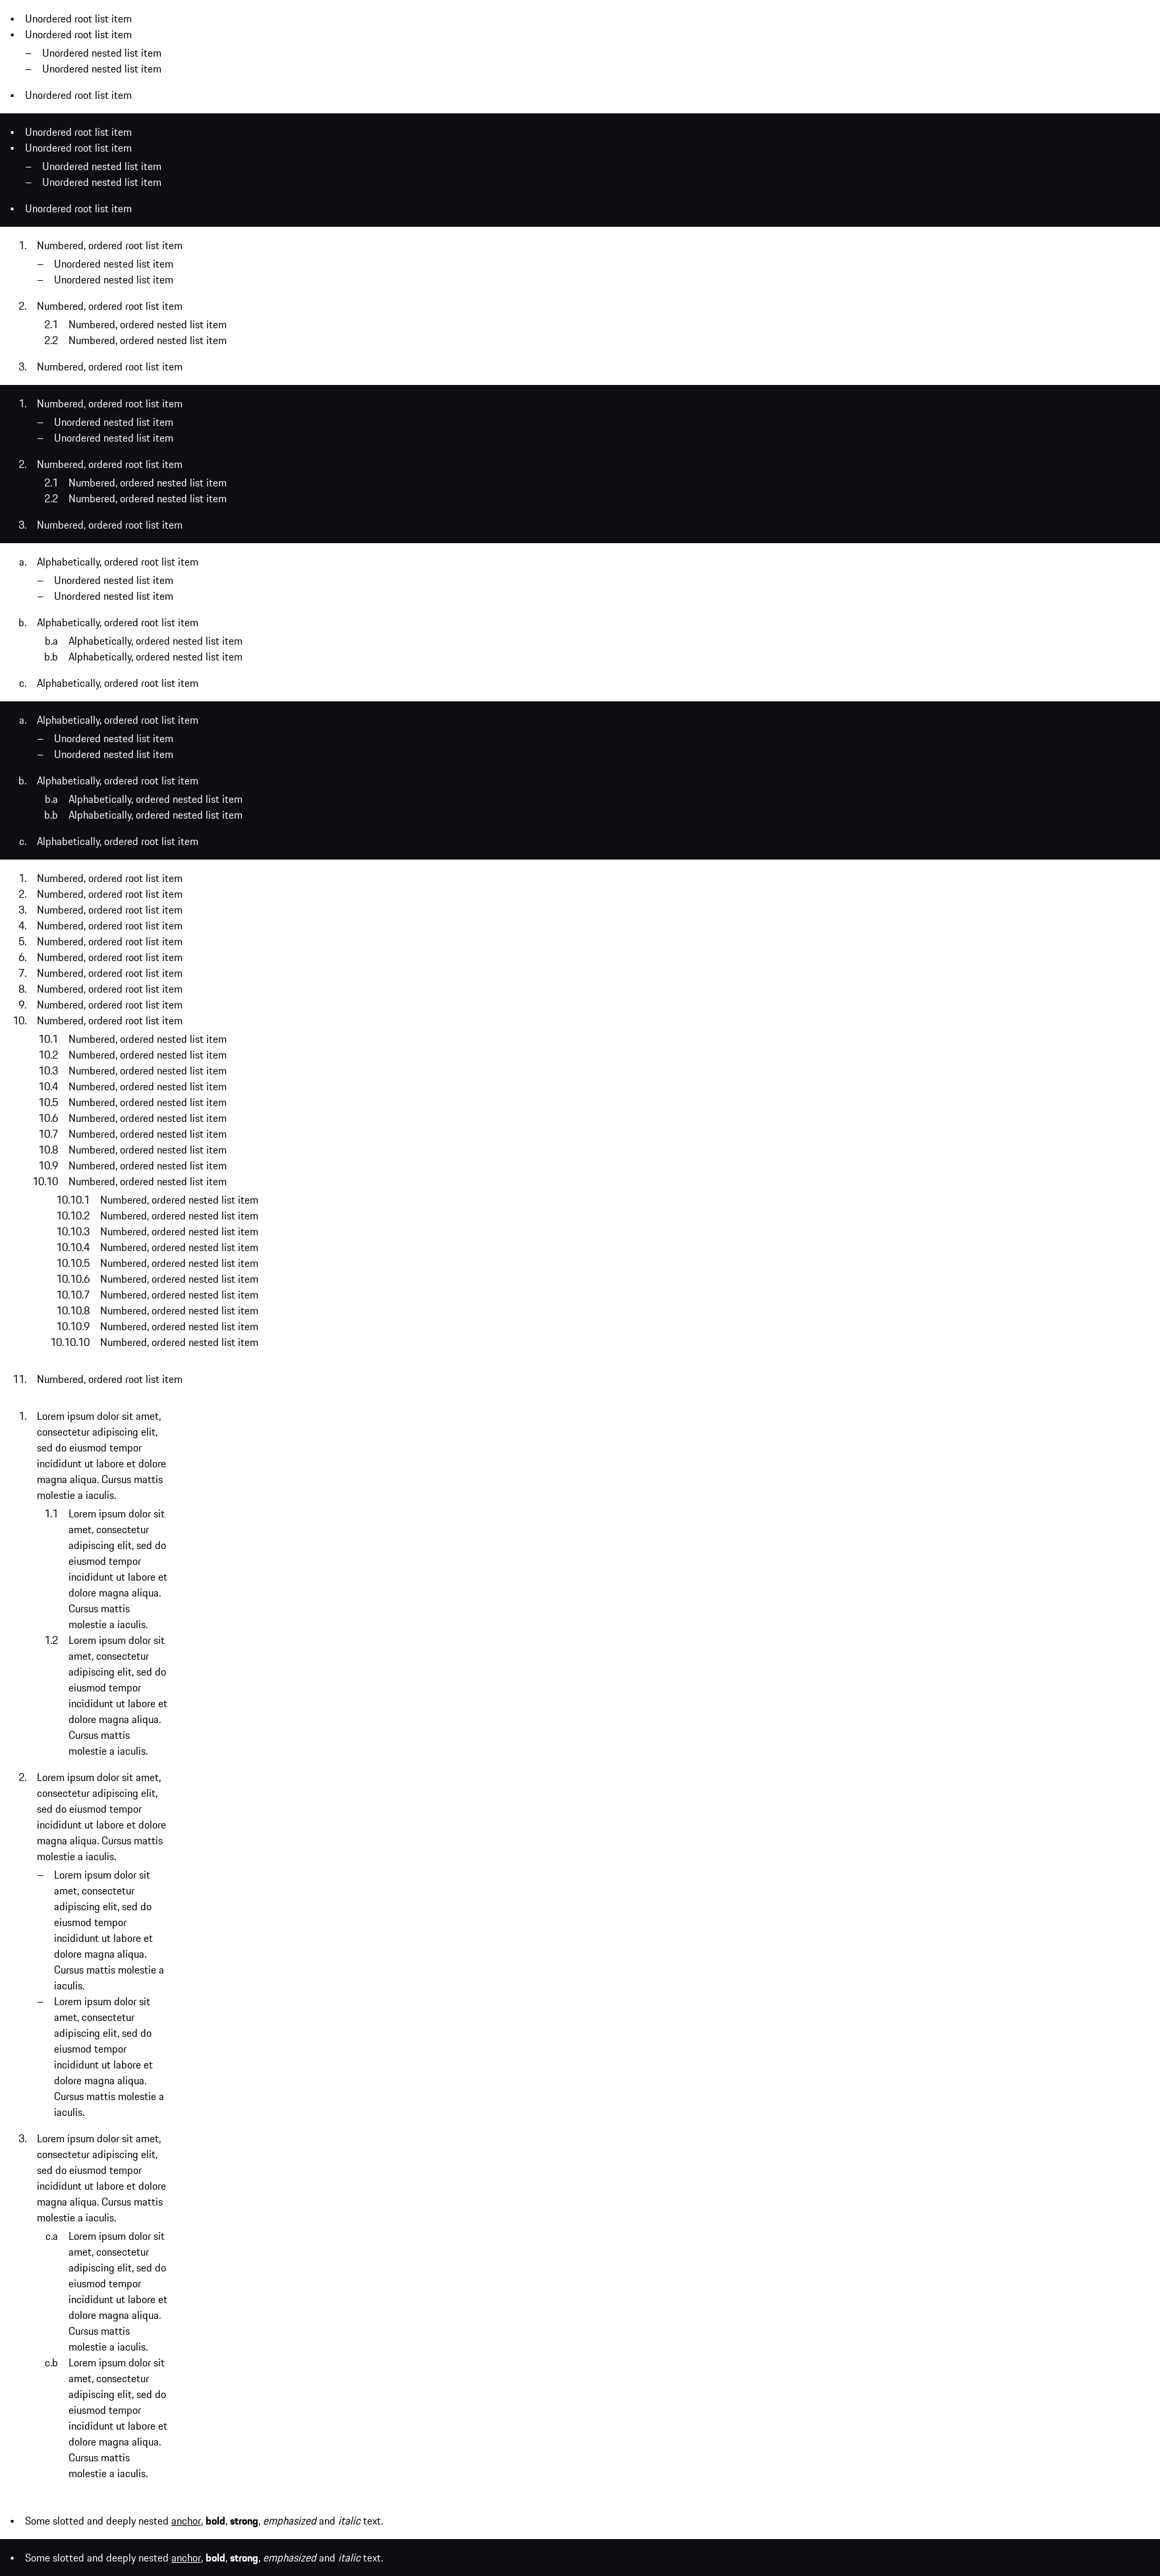 ▪ Unordered root list item
▪ Unordered root list item
– Unordered nested list item
– Unordered nested list item
▪ Unordered root list item
▪ Unordered root list item
▪ Unordered root list item
– Unordered nested list item
– Unordered nested list item
▪ Unordered root list item
1. Numbered, ordered root list item
– Unordered nested list item
– Unordered nested list item
2. Numbered, ordered root list item
2.1 Numbered, ordered nested list item
2.2 Numbered, ordered nested list item
3. Numbered, ordered root list item
1. Numbered, ordered root list item
– Unordered nested list item
– Unordered nested list item
2. Numbered, ordered root list item
2.1 Numbered, ordered nested list item
2.2 Numbered, ordered nested list item
3. Numbered, ordered root list item
a. Alphabetically, ordered root list item
– Unordered nested list item
– Unordered nested list item
b. Alphabetically, ordered root list item
b.a Alphabetically, ordered nested list item
b.b Alphabetically, ordered nested list item
c. Alphabetically, ordered root list item
a. Alphabetically, ordered root list item
– Unordered nested list item
– Unordered nested list item
b. Alphabetically, ordered root list item
b.a Alphabetically, ordered nested list item
b.b Alphabetically, ordered nested list item
c. Alphabetically, ordered root list item
1. Numbered, ordered root list item
2. Numbered, ordered root list item
3. Numbered, ordered root list item
4. Numbered, ordered root list item
5. Numbered, ordered root list item
6. Numbered, ordered root list item
7. Numbered, ordered root list item
8. Numbered, ordered root list item
9. Numbered, ordered root list item
10. Numbered, ordered root list item
10.1 Numbered, ordered nested list item
10.2 Numbered, ordered nested list item
10.3 Numbered, ordered nested list item
10.4 Numbered, ordered nested list item
10.5 Numbered, ordered nested list item
10.6 Numbered, ordered nested list item
10.7 Numbered, ordered nested list item
10.8 Numbered, ordered nested list item
10.9 Numbered, ordered nested list item
10.10 Numbered, ordered nested list item
10.10.1 Numbered, ordered nested list item
10.10.2 Numbered, ordered nested list item
10.10.3 Numbered, ordered nested list item
10.10.4 Numbered, ordered nested list item
10.10.5 Numbered, ordered nested list item
10.10.6 Numbered, ordered nested list item
10.10.7 Numbered, ordered nested list item
10.10.8 Numbered, ordered nested list item
10.10.9 Numbered, ordered nested list item
10.10.10 Numbered, ordered nested list item
11. Numbered, ordered root list item
1. Lorem ipsum dolor sit amet,
consectetur adipiscing elit,
sed do eiusmod tempor
incididunt ut labore et dolore
magna aliqua. Cursus mattis
molestie a iaculis.
1.1 Lorem ipsum dolor sit
amet, consectetur
adipiscing elit, sed do
eiusmod tempor
incididunt ut labore et
dolore magna aliqua.
Cursus mattis
molestie a iaculis.
1.2 Lorem ipsum dolor sit
amet, consectetur
adipiscing elit, sed do
eiusmod tempor
incididunt ut labore et
dolore magna aliqua.
Cursus mattis
molestie a iaculis.
2. Lorem ipsum dolor sit amet,
consectetur adipiscing elit,
sed do eiusmod tempor
incididunt ut labore et dolore
magna aliqua. Cursus mattis
molestie a iaculis.
– Lorem ipsum dolor sit
amet, consectetur
adipiscing elit, sed do
eiusmod tempor
incididunt ut labore et
dolore magna aliqua.
Cursus mattis molestie a
iaculis.
– Lorem ipsum dolor sit
amet, consectetur
adipiscing elit, sed do
eiusmod tempor
incididunt ut labore et
dolore magna aliqua.
Cursus mattis molestie a
iaculis.
3. Lorem ipsum dolor sit amet,
consectetur adipiscing elit,
sed do eiusmod tempor
incididunt ut labore et dolore
magna aliqua. Cursus mattis
molestie a iaculis.
c.a Lorem ipsum dolor sit
amet, consectetur
adipiscing elit, sed do
eiusmod tempor
incididunt ut labore et
dolore magna aliqua.
Cursus mattis
molestie a iaculis.
c.b Lorem ipsum dolor sit
amet, consectetur
adipiscing elit, sed do
eiusmod tempor
incididunt ut labore et
dolore magna aliqua.
Cursus mattis
molestie a iaculis.
▪ Some slotted and deeply nested anchor, bold, strong, emphasized and italic text.
▪ Some slotted and deeply nested anchor, bold, strong, emphasized and italic text.